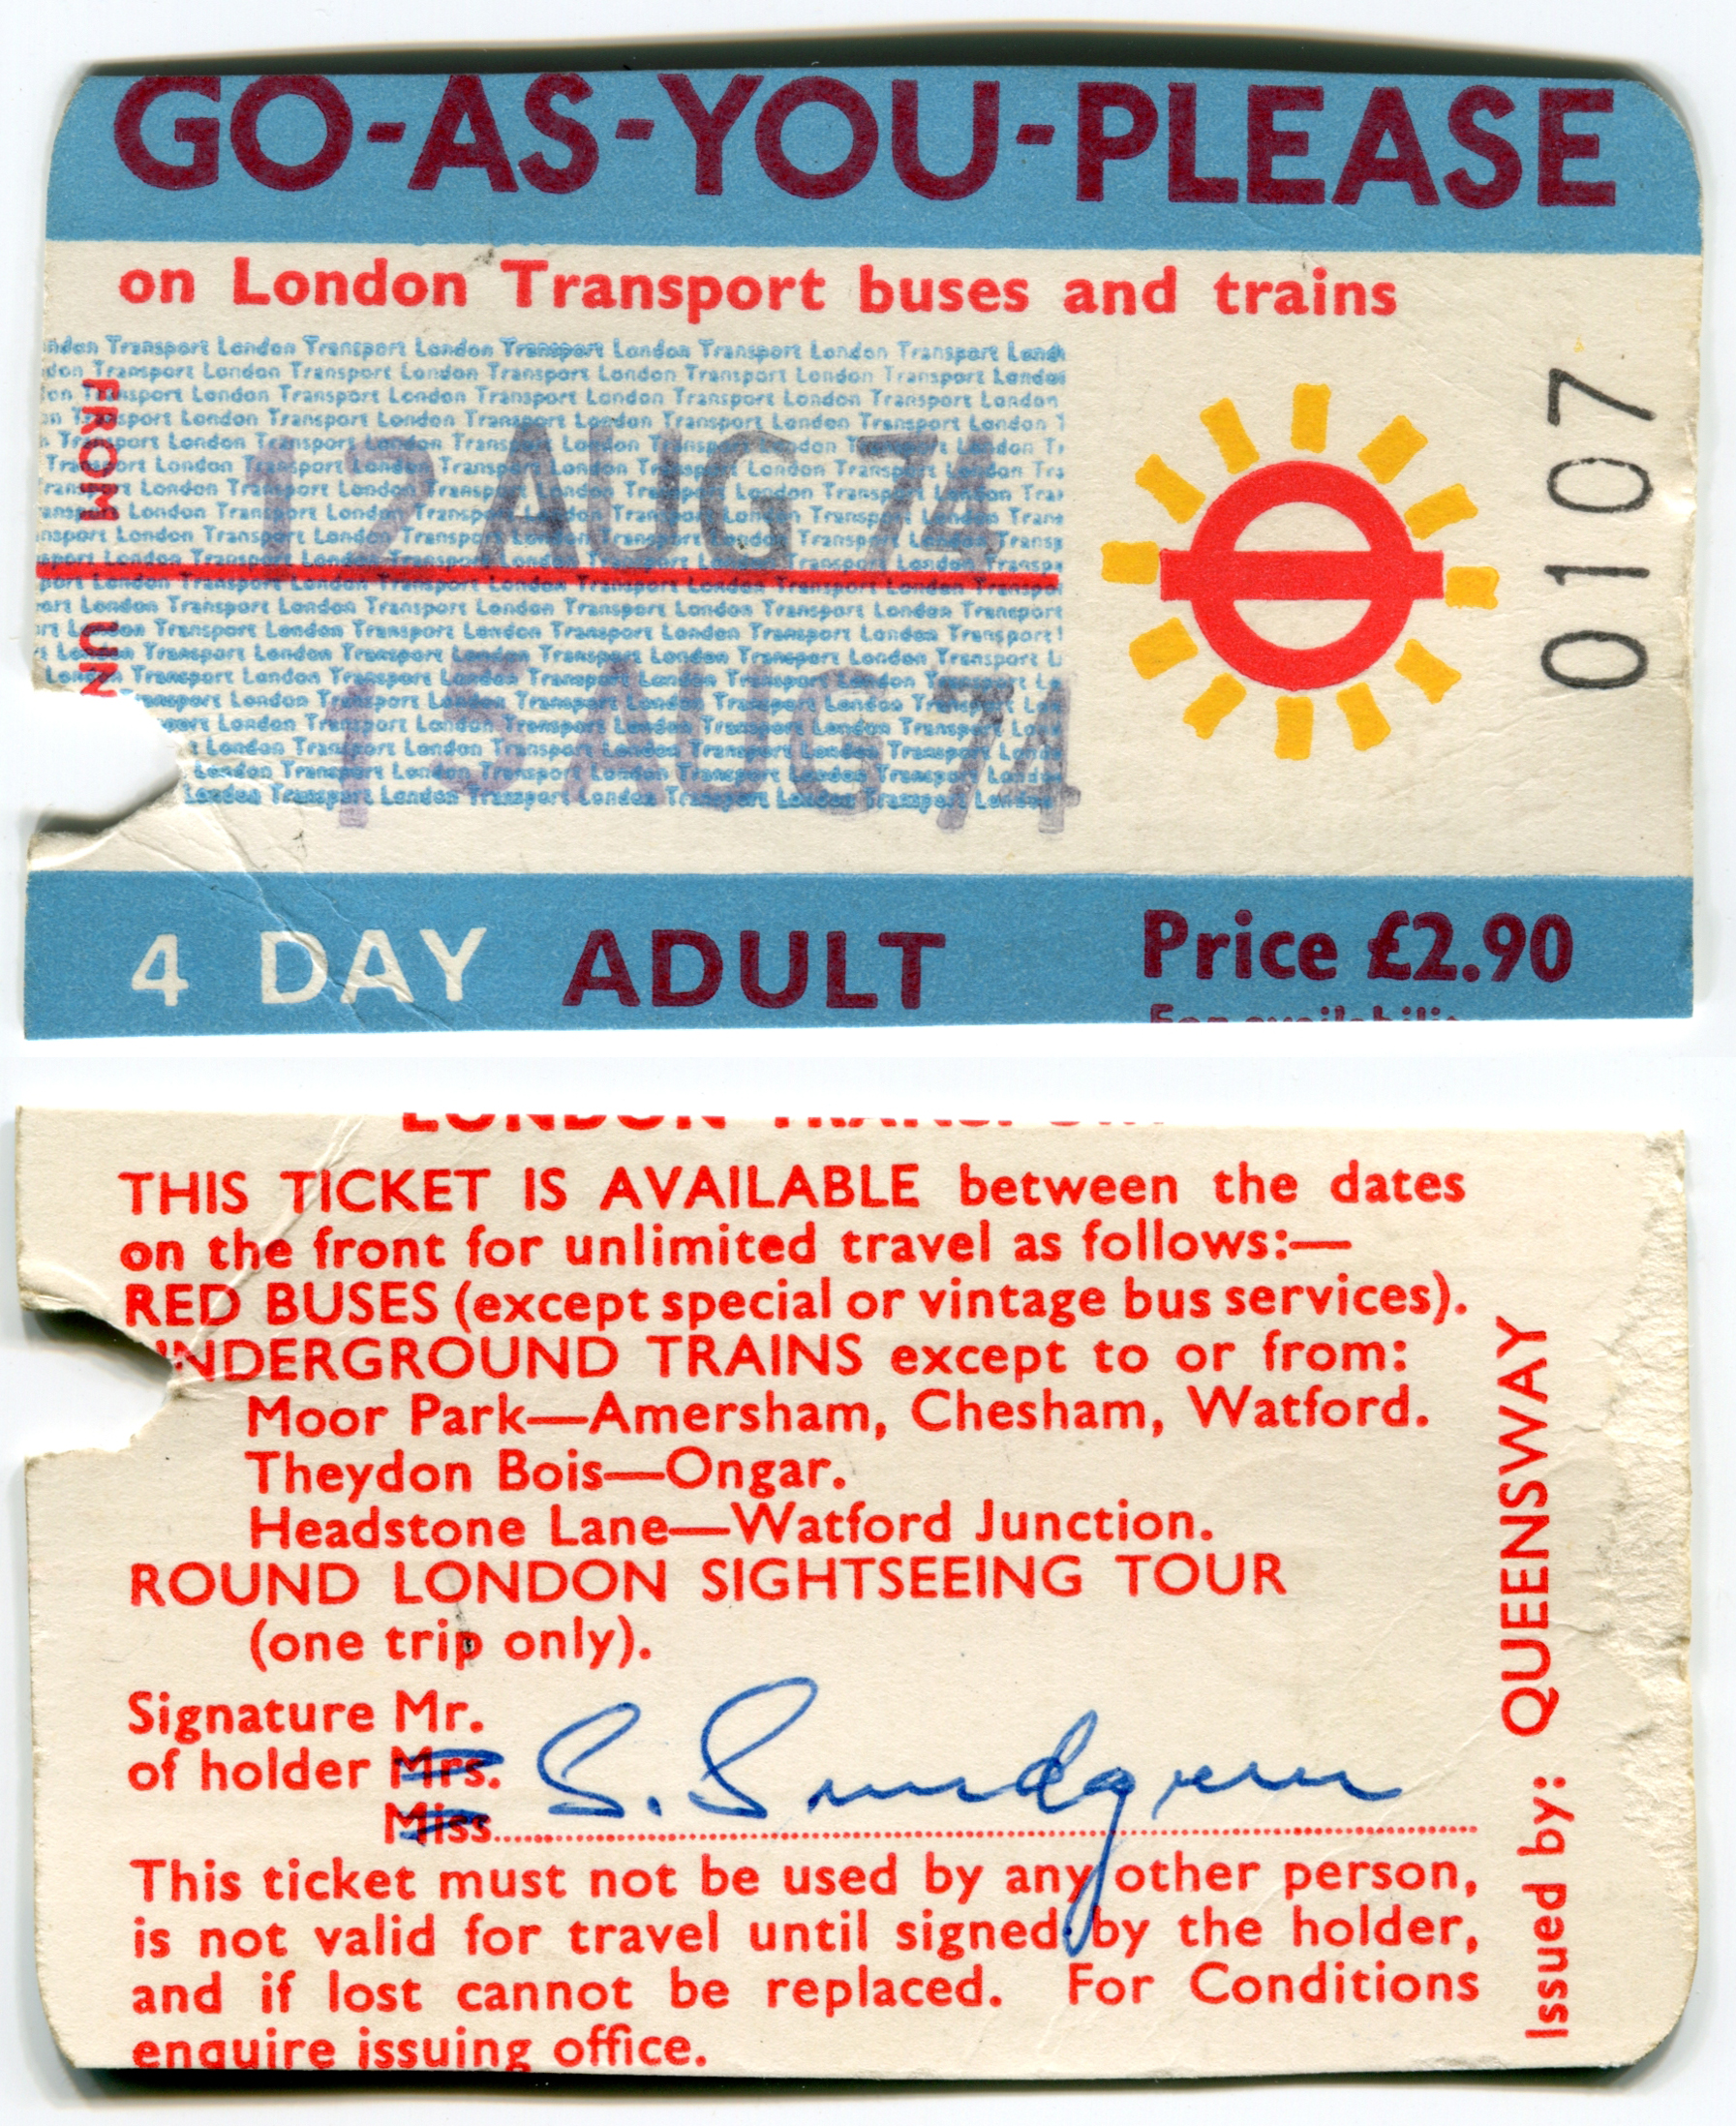 GO-AS-YOU-PLEASE
on London Transport buses and trains
FROM
12 AUG 74
UN
15 AUG 74
0107
4 DAY ADULT Price £2.90
For availabilit
LONDON TRANSPORT
THIS TICKET IS AVAILABLE between the dates
on the front for unlimited travel as follows:—
RED BUSES (except special or vintage bus services).
UNDERGROUND TRAINS except to or from:
Moor Park—Amersham, Chesham, Watford.
Theydon Bois—Ongar.
Headstone Lane—Watford Junction.
ROUND LONDON SIGHTSEEING TOUR
(one trip only).
Signature Mr.
of holder Mrs. S. Sundgren
Miss
This ticket must not be used by any other person,
is not valid for travel until signed by the holder,
and if lost cannot be replaced. For Conditions
enquire issuing office.
Issued by: QUEENSWAY